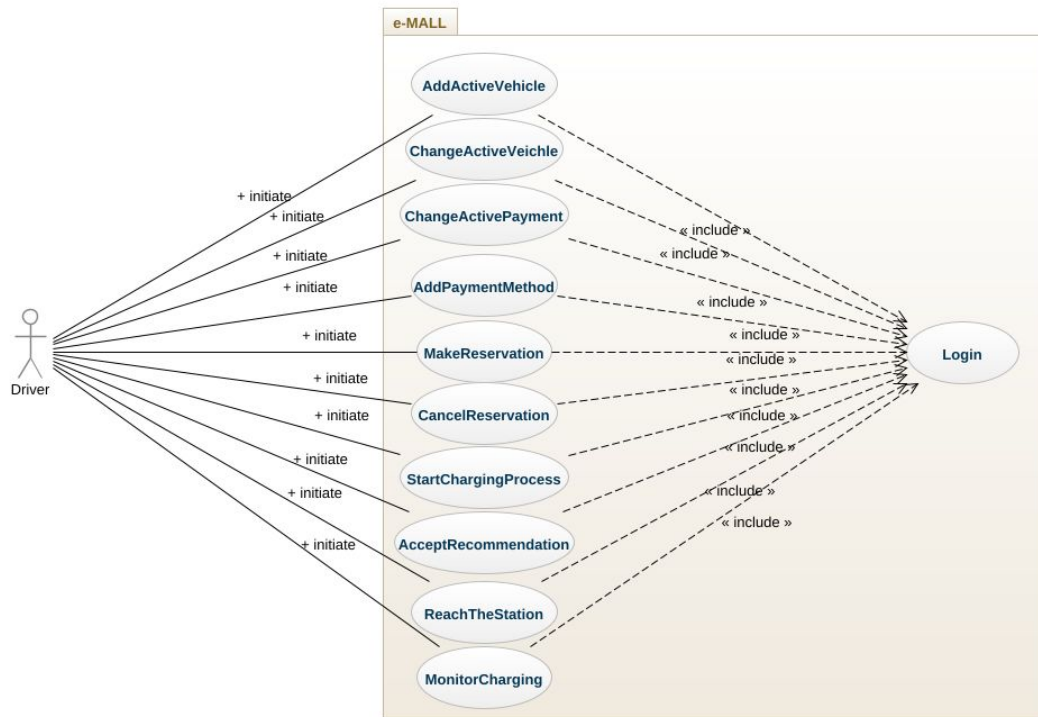 e-MALL
AddActiveVehicle
ChangeActiveVeichle
+ initiate
+ initiate
ChangeActivePayment
« include »
+ initiate
« include »
+ initiate
AddPaymentMethod
« include »
+ initiate
« include »
Driver
MakeReservation
Login
« include »
+ initiate
« include »
+ initiate
CancelReservation
« include »
« include »
+ initiate
StartChargingProcess
+ initiate
« include »
« include »
+ initiate
AcceptRecommendation
ReachTheStation
MonitorCharging